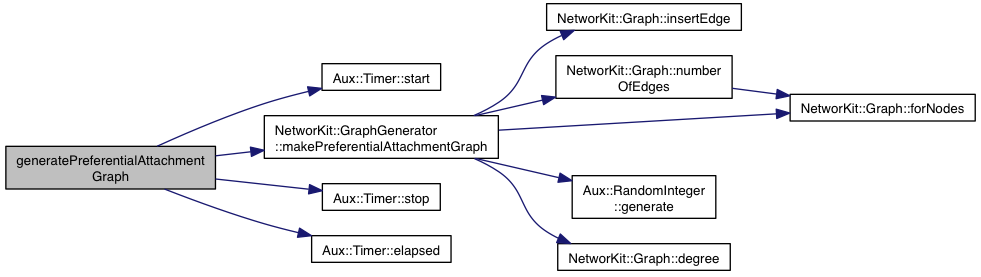 generatePreferentialAttachment
Graph
Aux::Timer::start
NetworKit::GraphGenerator
::makePreferentialAttachmentGraph
Aux::Timer::stop
Aux::Timer::elapsed
NetworKit::Graph::insertEdge
NetworKit::Graph::number
OfEdges
NetworKit::Graph::forNodes
Aux::RandomInteger
::generate
NetworKit::Graph::degree